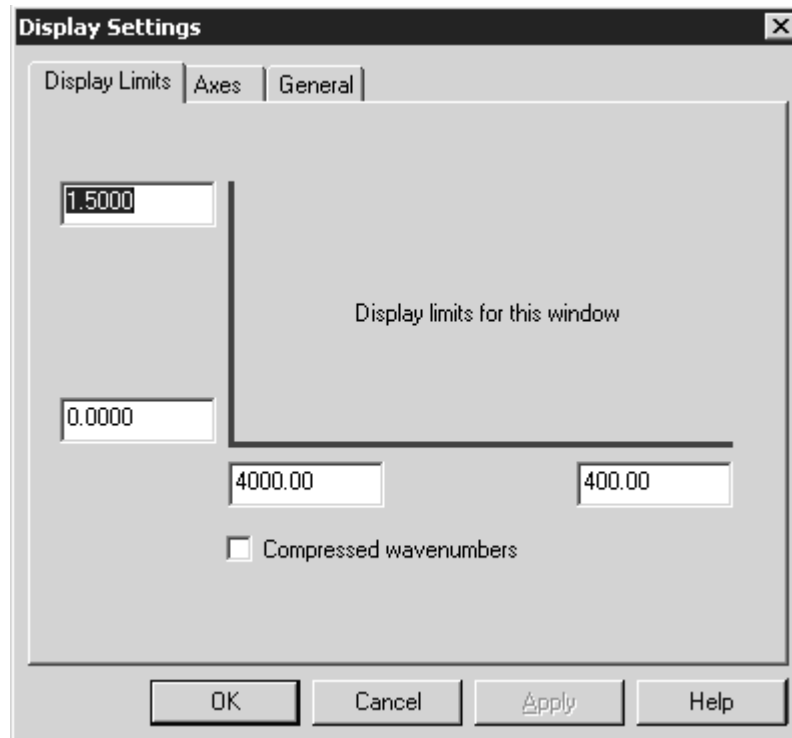 Display Settings
Display Limits Axes General
1.5000
Display limits for this window
0.0000
4000.00 400.00
Compressed wavenumbers
OK Cancel Apply Help